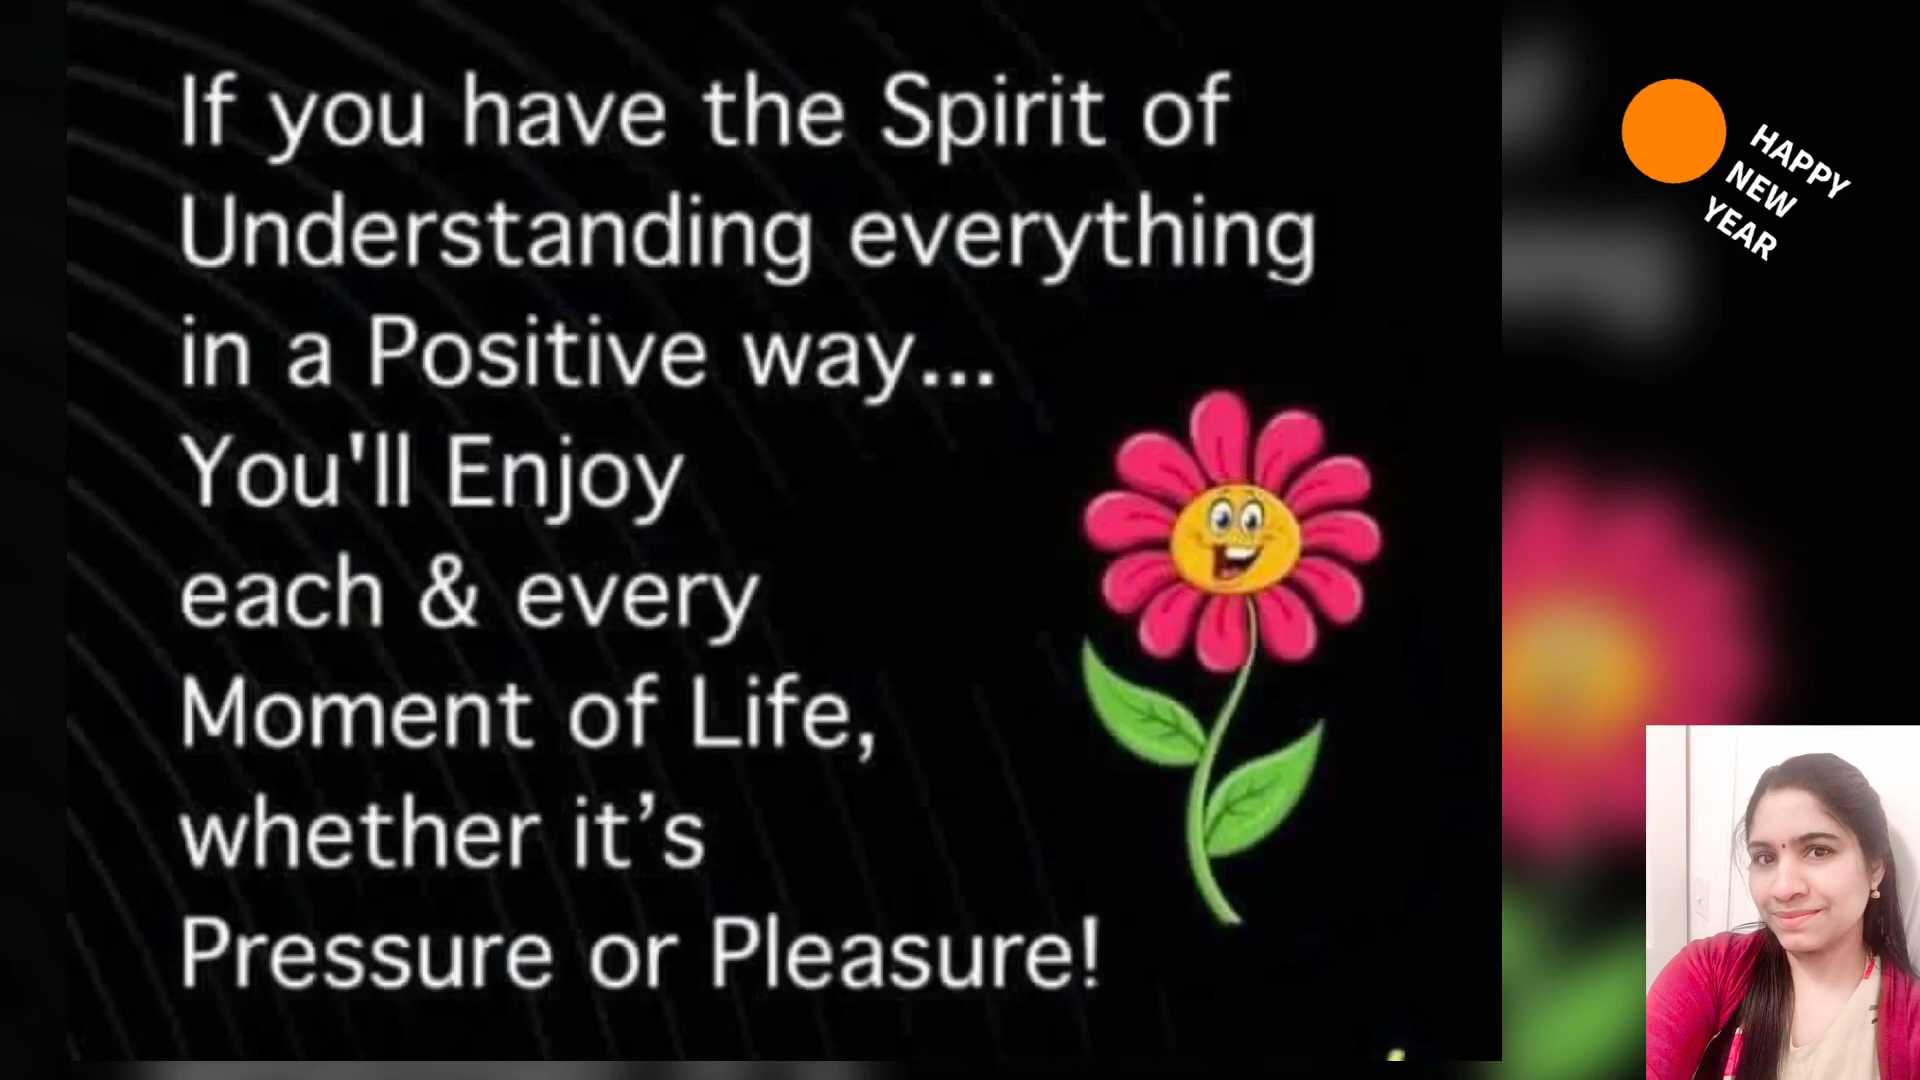 If you have the Spirit of
Understanding everything
in a Positive way...
You'll Enjoy
each & every
Moment of Life,
whether it’s
Pressure or Pleasure!
HAPPY
NEW
YEAR